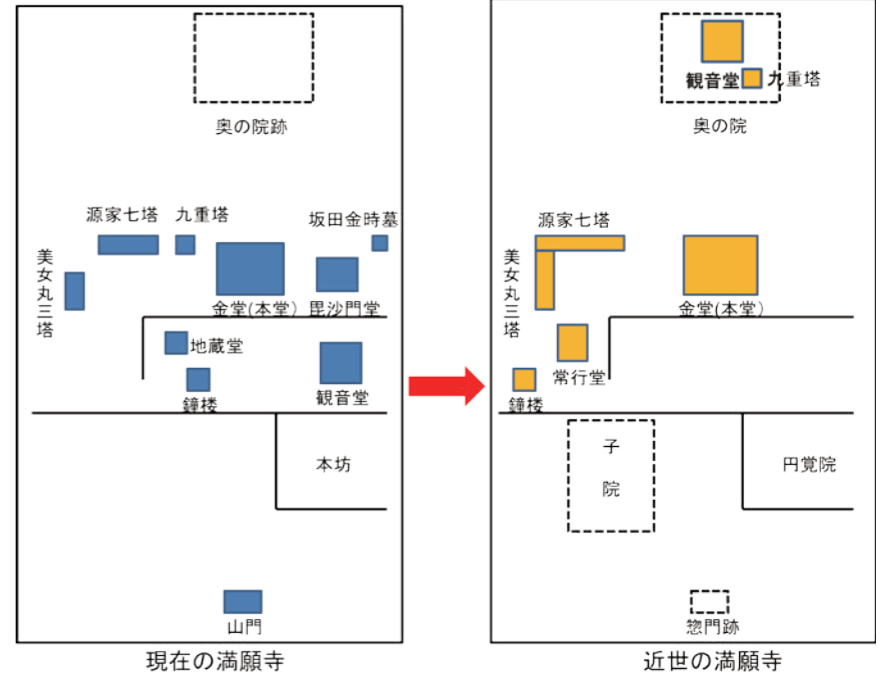 奥の院跡
源家七塔
九重塔
坂田金時墓
美女丸三塔
金堂(本堂)
毘沙門堂
地蔵堂
鐘楼
観音堂
本坊
山門
現在の満願寺
観音堂
九重塔
奥の院
源家七塔
美女丸三塔
金堂(本堂)
常行堂
鐘楼
子院
円覚院
惣門跡
近世の満願寺